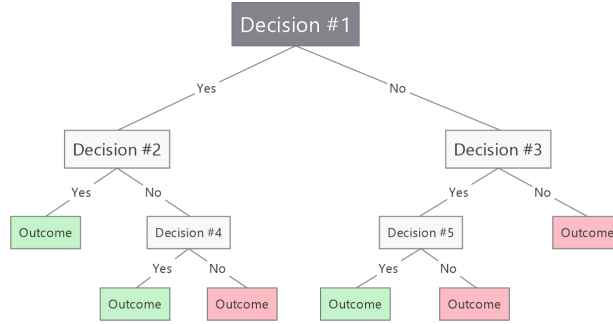 Decision #1
Yes
No
Decision #2
Decision #3
Yes
No
Yes
No
Outcome
Decision #4
Decision #5
Outcome
Yes
No
Yes
No
Outcome
Outcome
Outcome
Outcome